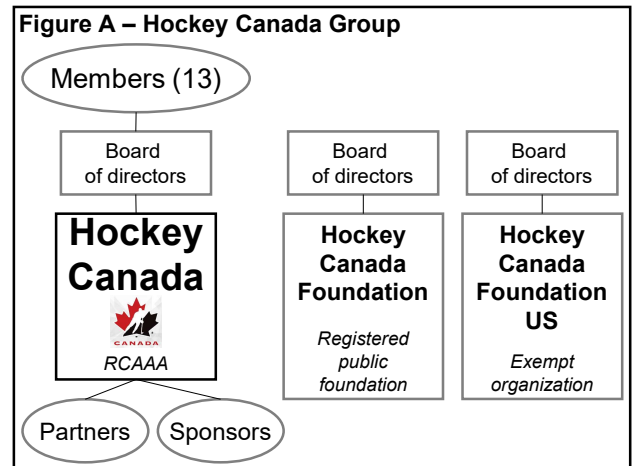 Figure A – Hockey Canada Group
Members (13)
Board
of directors
Hockey
Canada
CANADA
RCAAA
Partners
Sponsors
Board
of directors
Hockey
Canada
Foundation
Registered
public
foundation
Board
of directors
Hockey
Canada
Foundation
US
Exempt
organization